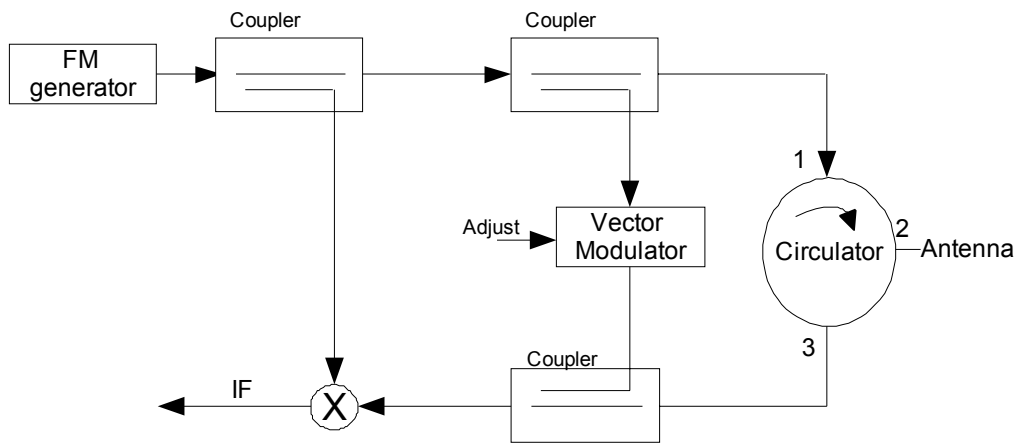 Coupler
Coupler
FM
generator
1
Adjust
Vector
Modulator
2
Circulator
Antenna
3
Coupler
IF
X